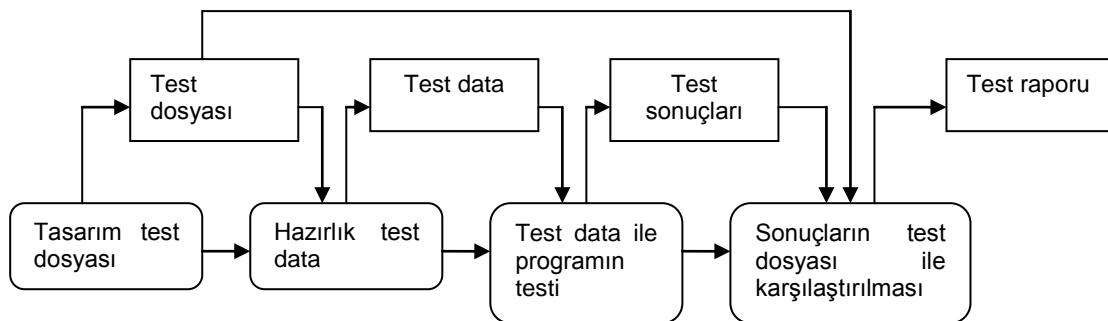 Test
dosyası
Test data
Test
sonuçları
Test raporu
Tasarım test
dosyası
Hazırlık test
data
Test data ile
programın
testi
Sonuçların test
dosyası ile
karşılaştırılması